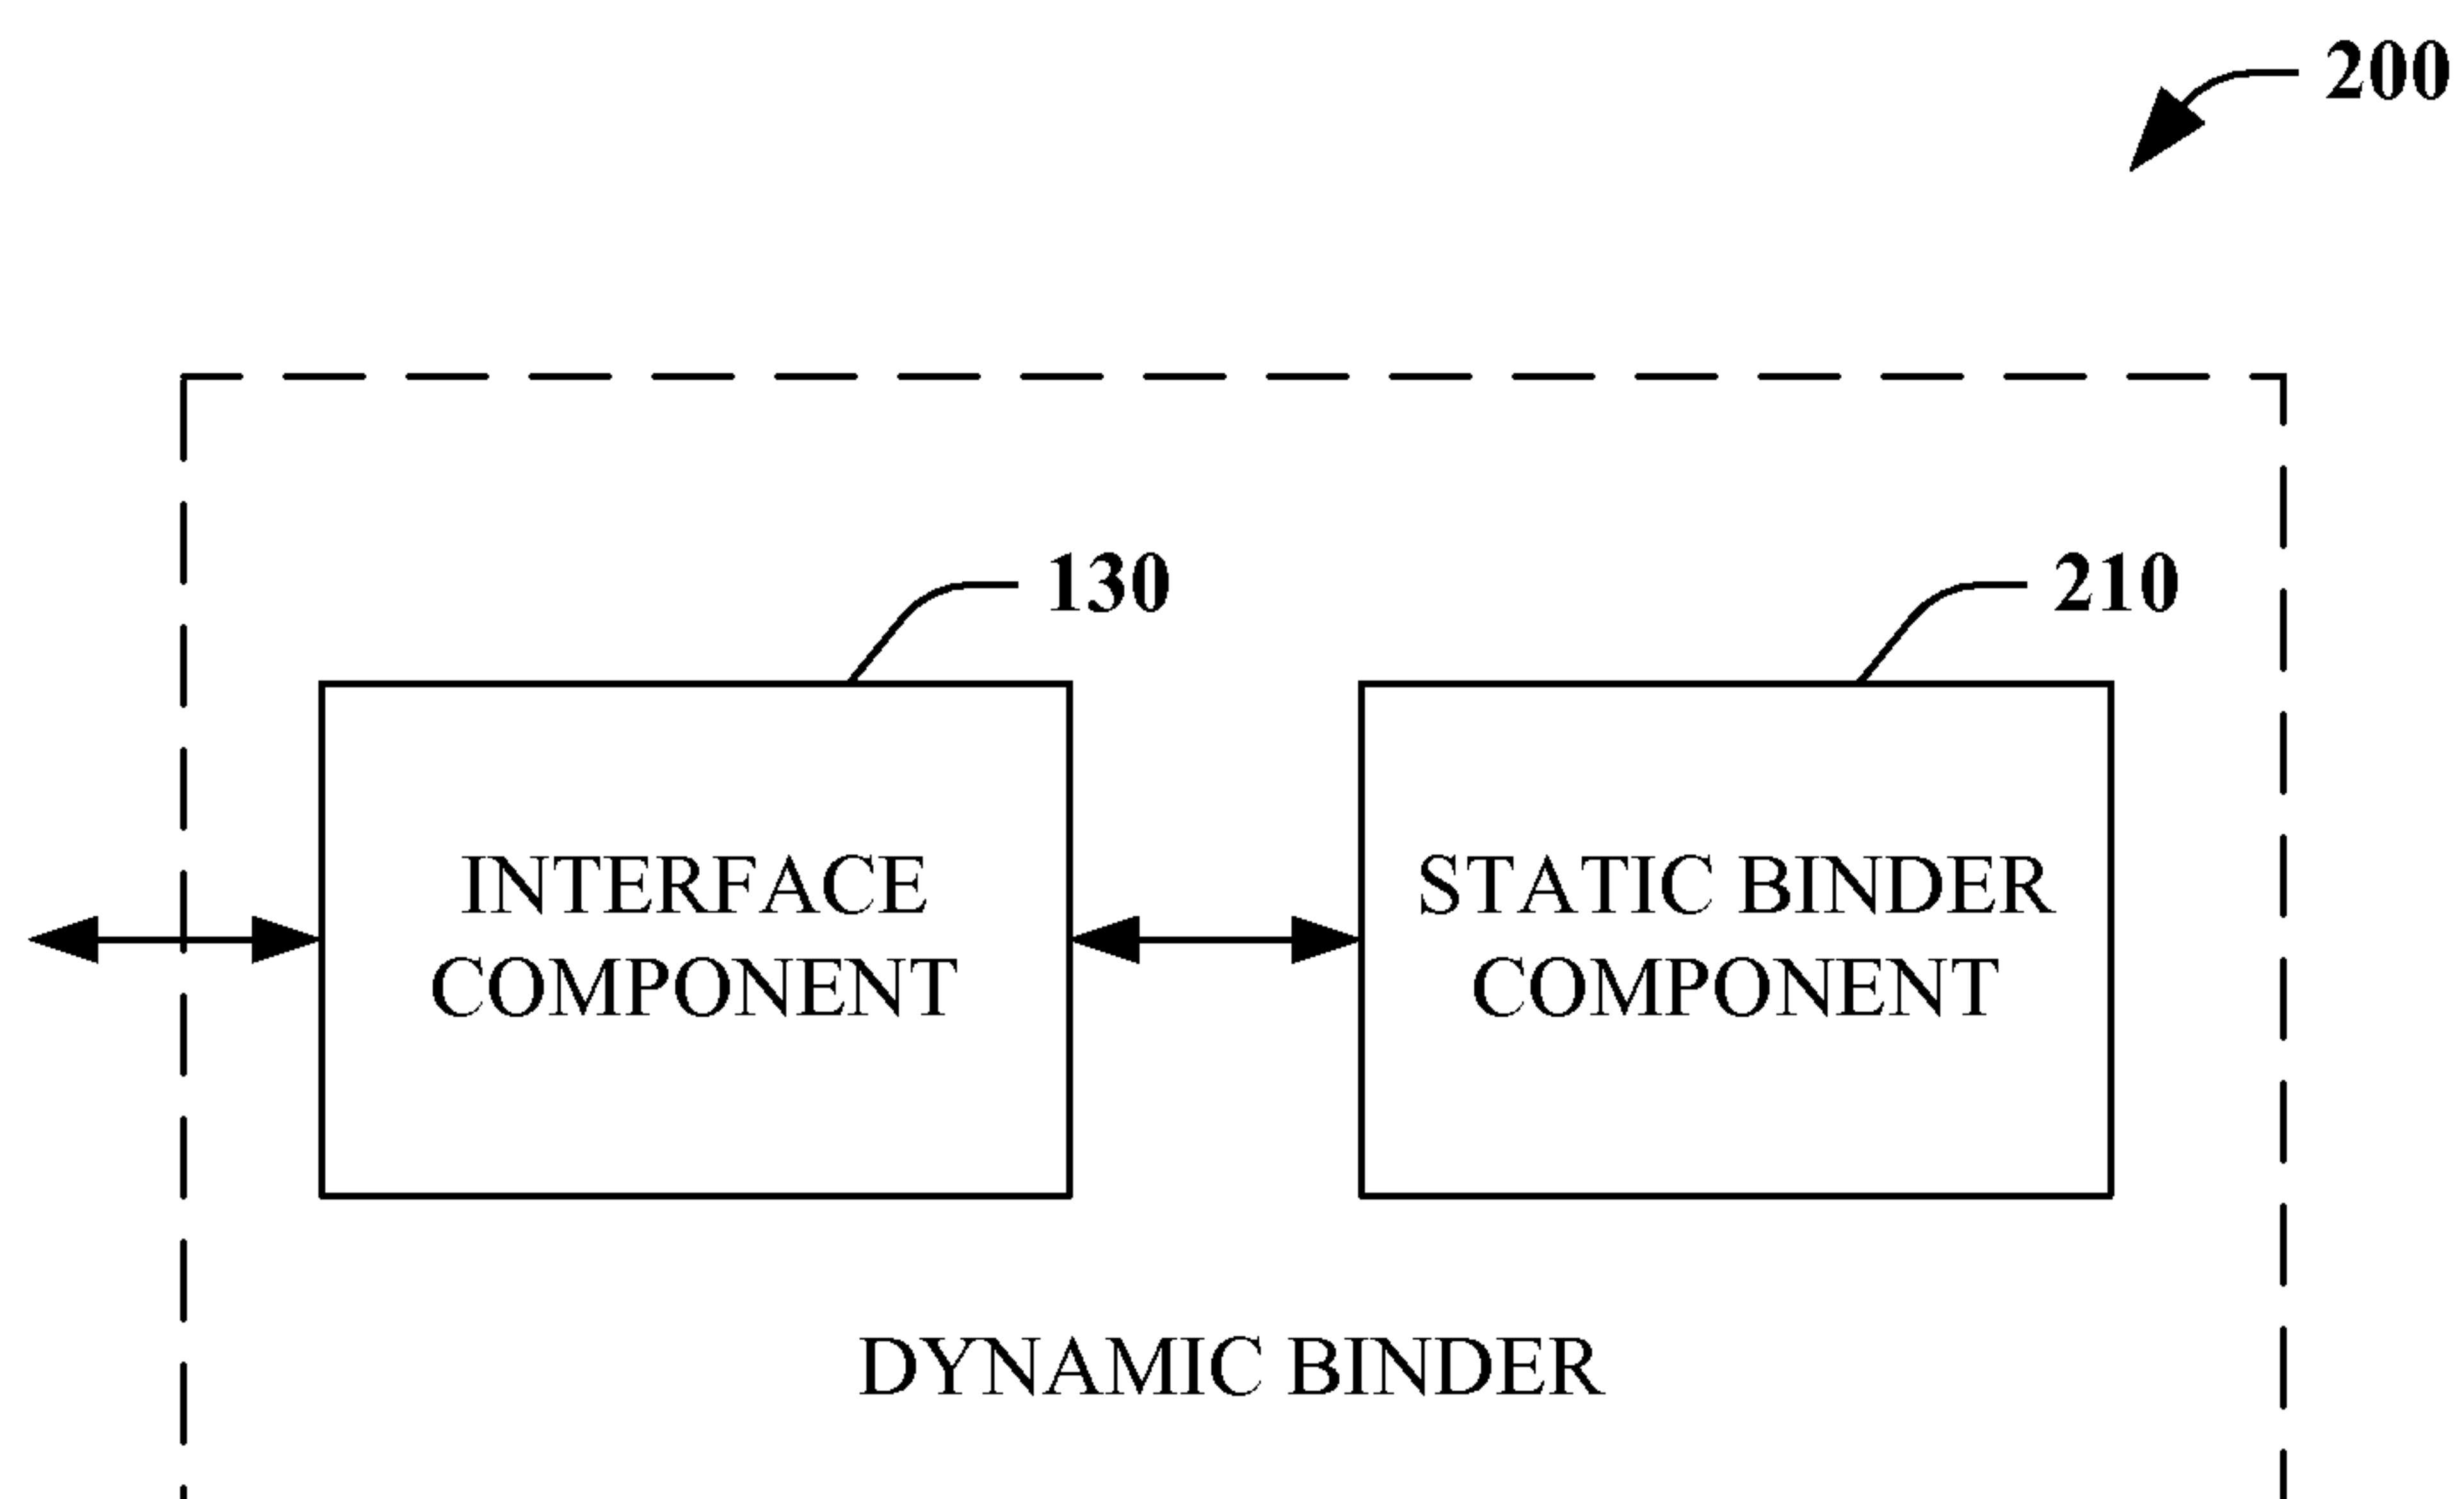 200
130
210
INTERFACE
COMPONENT
STATIC BINDER
COMPONENT
DYNAMIC BINDER